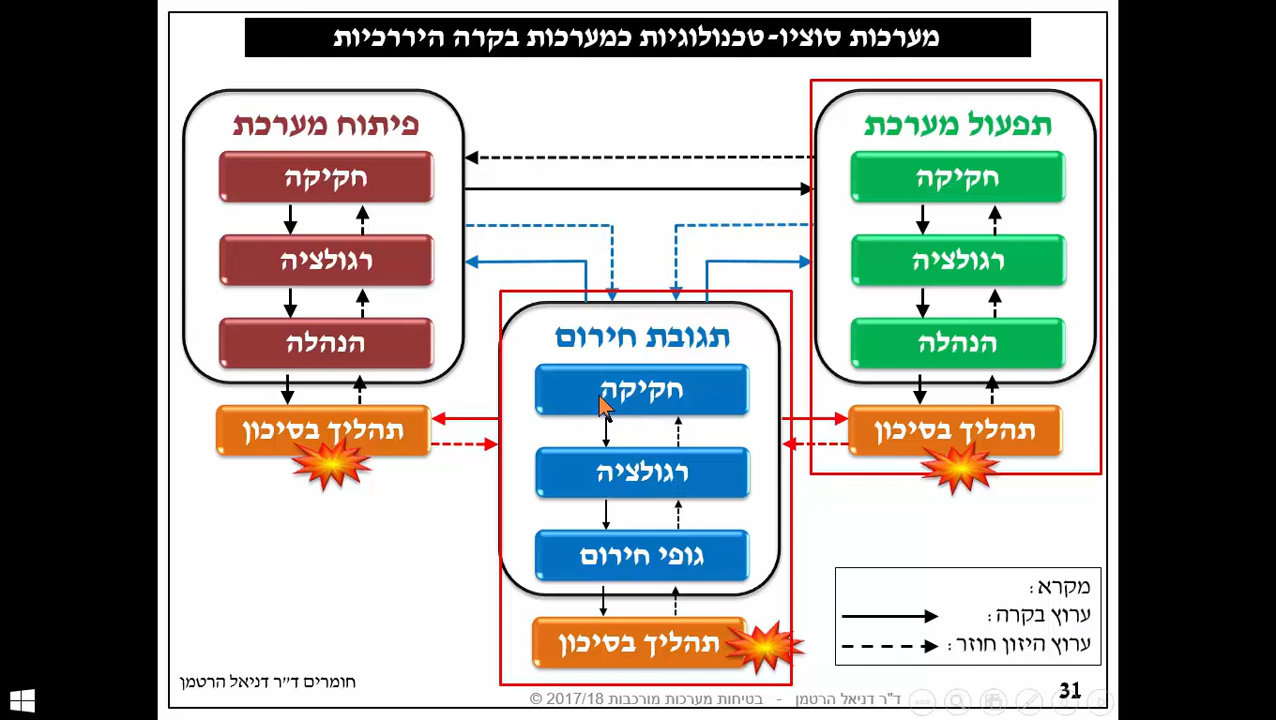 מערכות סוציו-טכנולוגיות כמערכות בקרה היררכיות
תפעול מערכת
חקיקה
רגולציה
הנהלה
תהליך בסיכון
פיתוח מערכת
חקיקה
רגולציה
הנהלה
תהליך בסיכון
תגובת חירום
חקיקה
רגולציה
גופי חירום
תהליך בסיכון
מקרא:
ערוץ בקרה:
ערוץ היזון חוזר:
חומרים ד"ר דניאל הרטמן
ד"ר דניאל הרטמן - בטיחות מערכות מורכבות 2017/18 ©
31